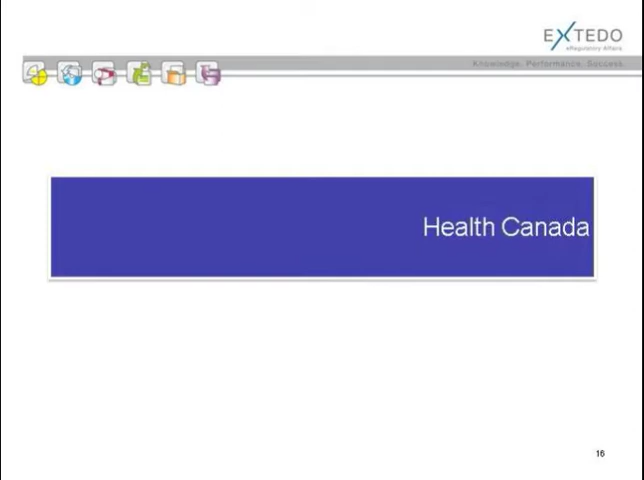 EXTEDO
eRegulatory Affairs
Knowledge. Performance. Success.
Health Canada
16